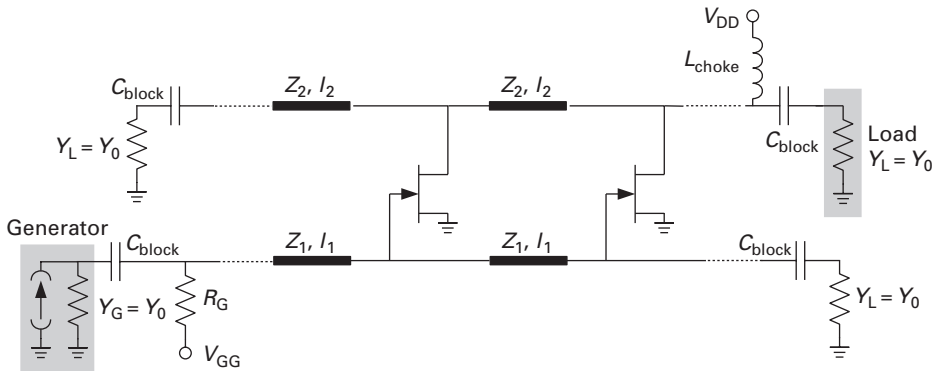 V_DD
L_choke
C_block
Z_2, l_2
Z_2, l_2
C_block
Load
Y_L = Y_0
Y_L = Y_0
Generator
C_block
Z_1, l_1
Z_1, l_1
C_block
Y_G = Y_0
R_G
Y_L = Y_0
V_GG